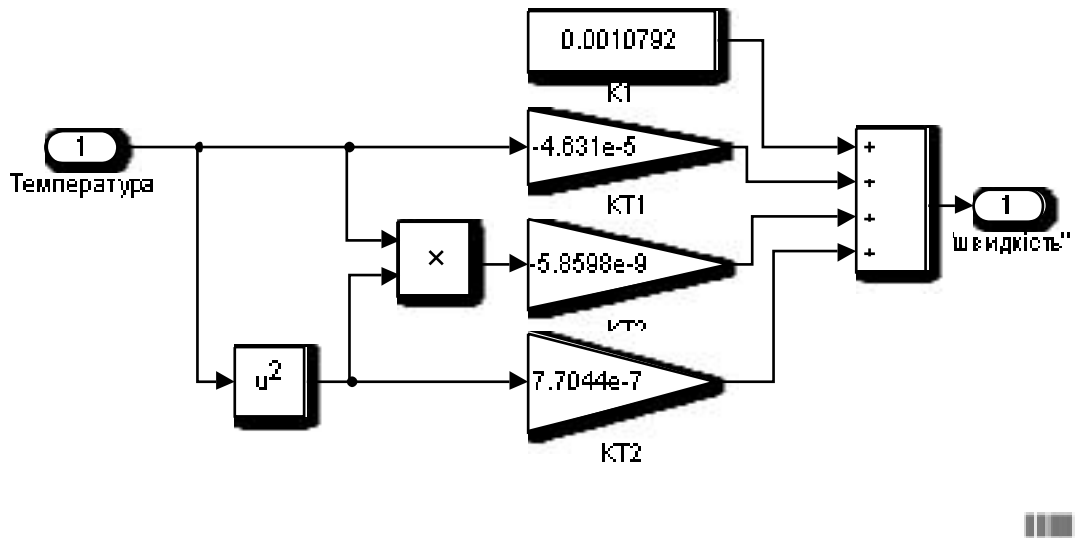 0.0010792
K1
1
Температура
-4.631e-5
KT1
×
-5.8598e-9
u2
7.7044e-7
KT2
+
+
+
+
1
"швидкість"